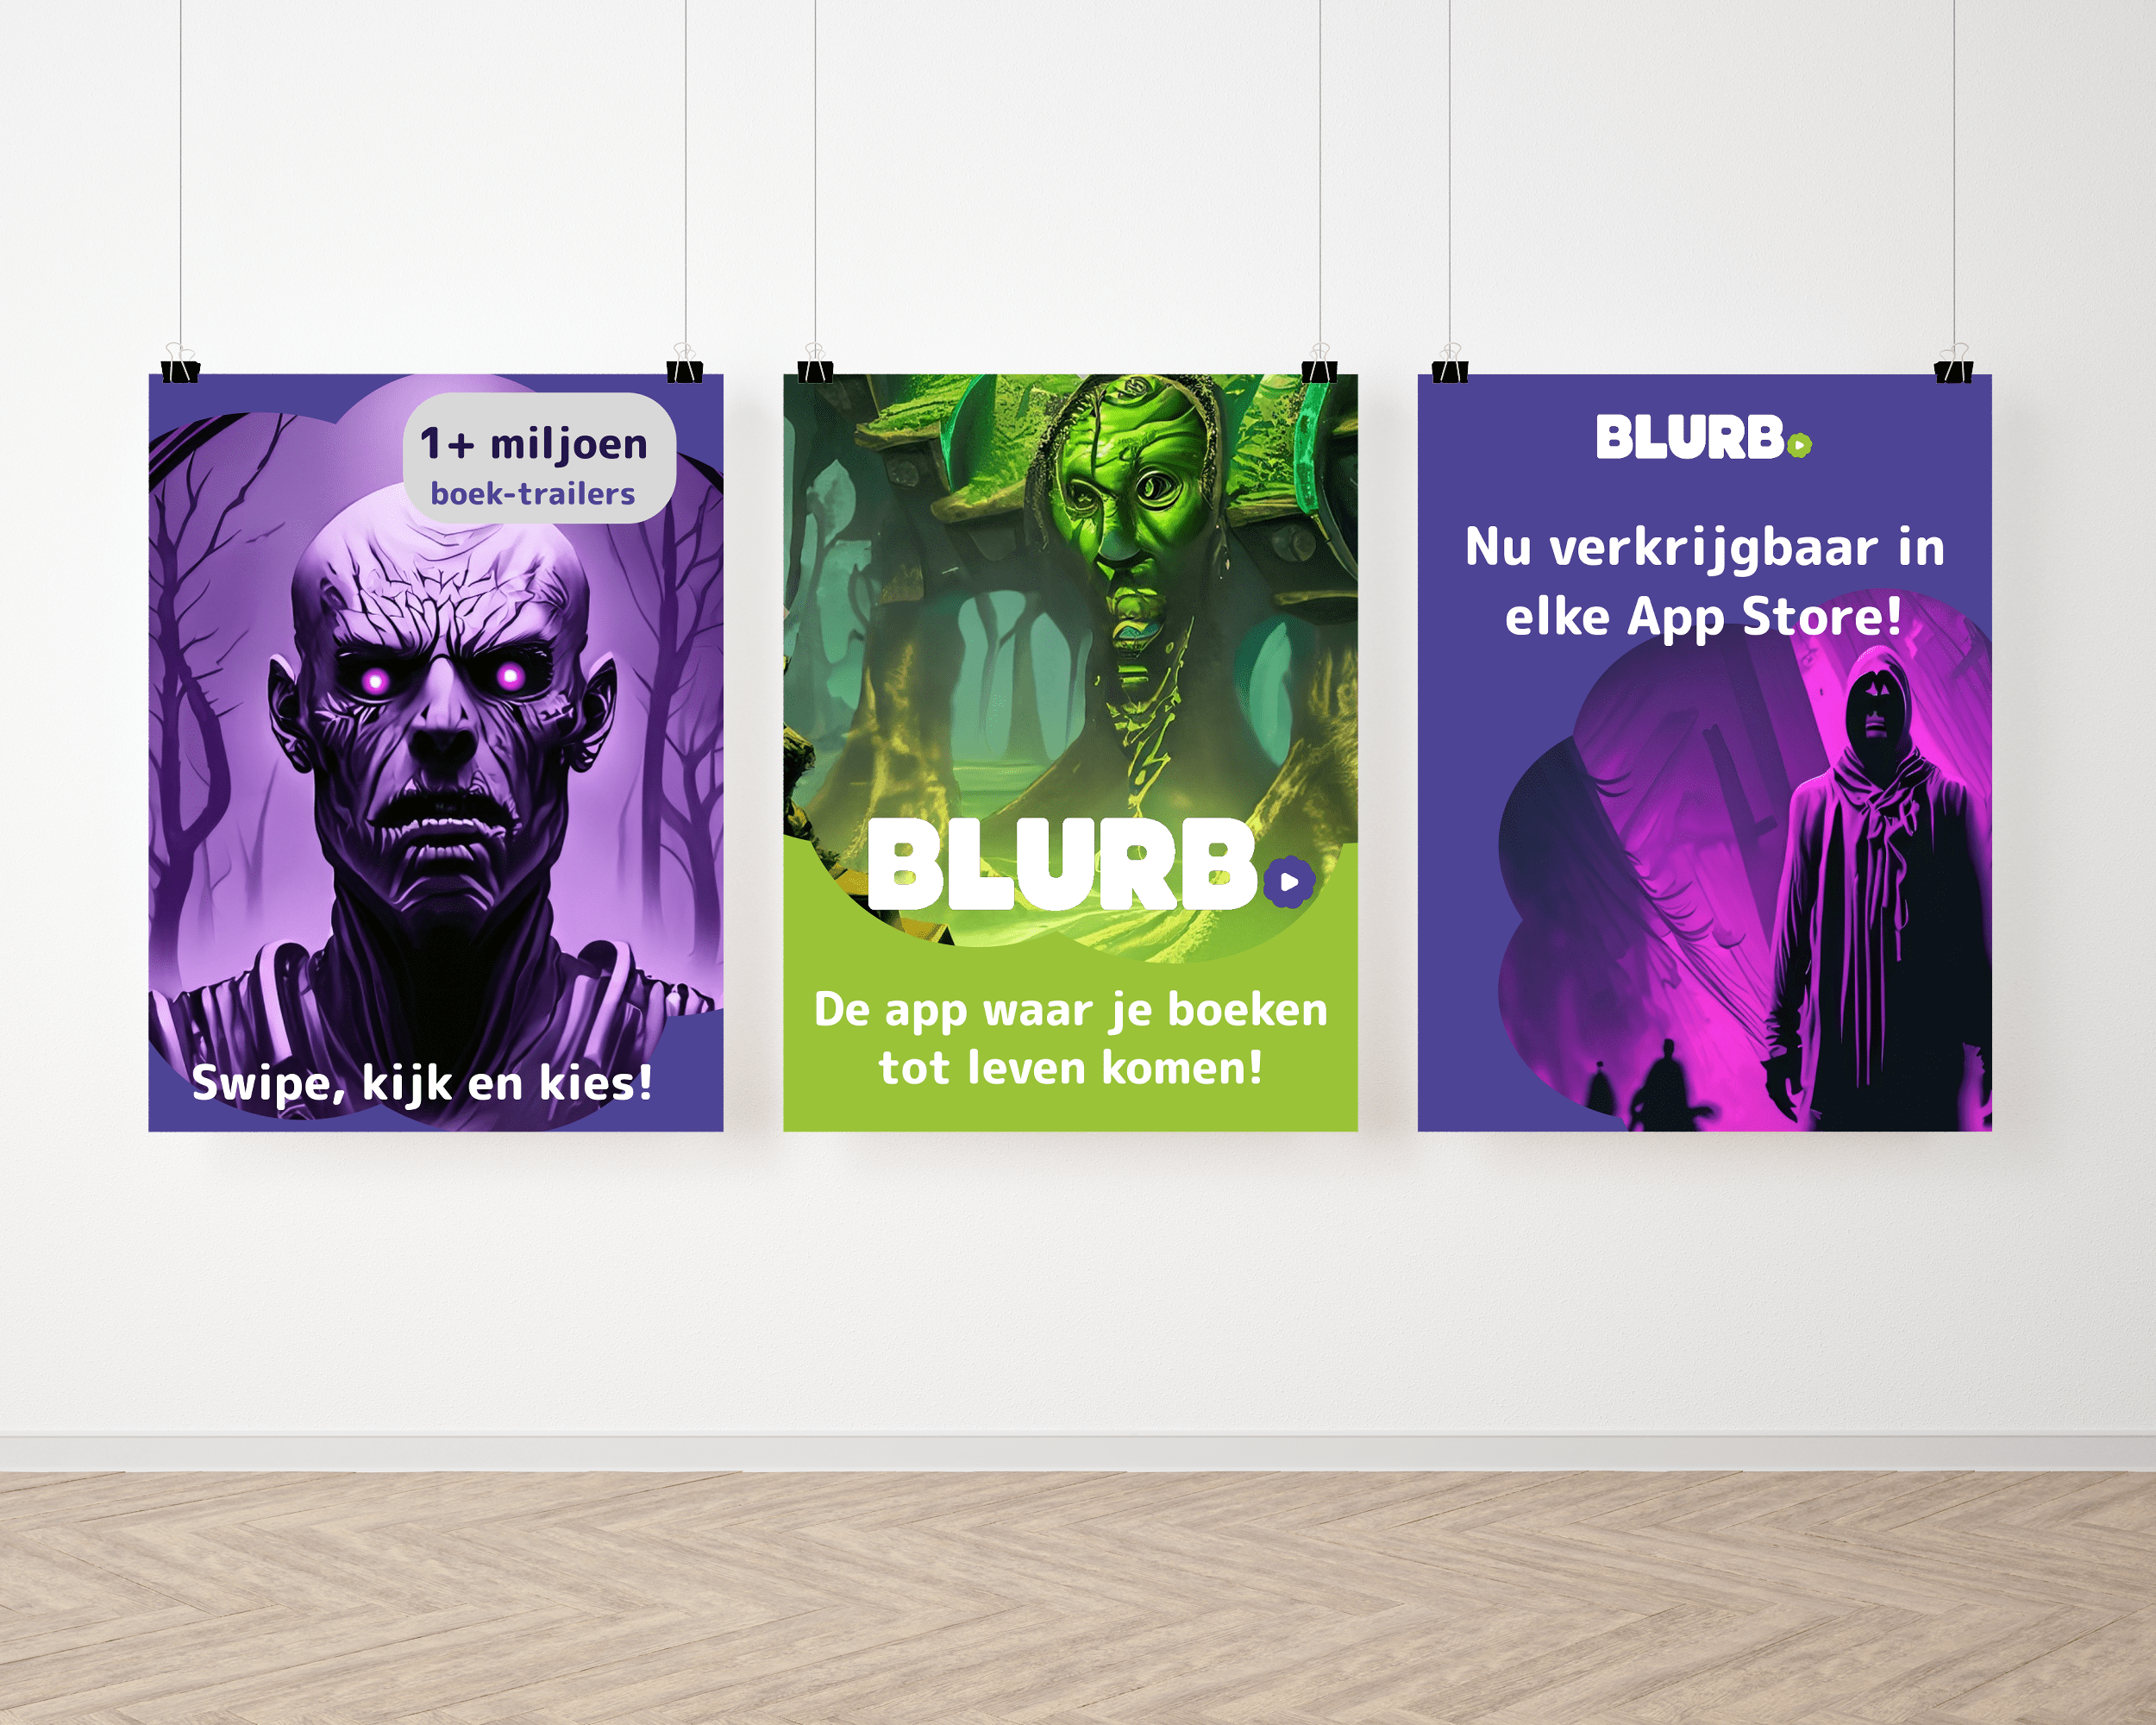 1+ miljoen
boek-trailers
Swipe, kijk en kies!
BLURB
De app waar je boeken
tot leven komen!
BLURB
Nu verkrijgbaar in
elke App Store!